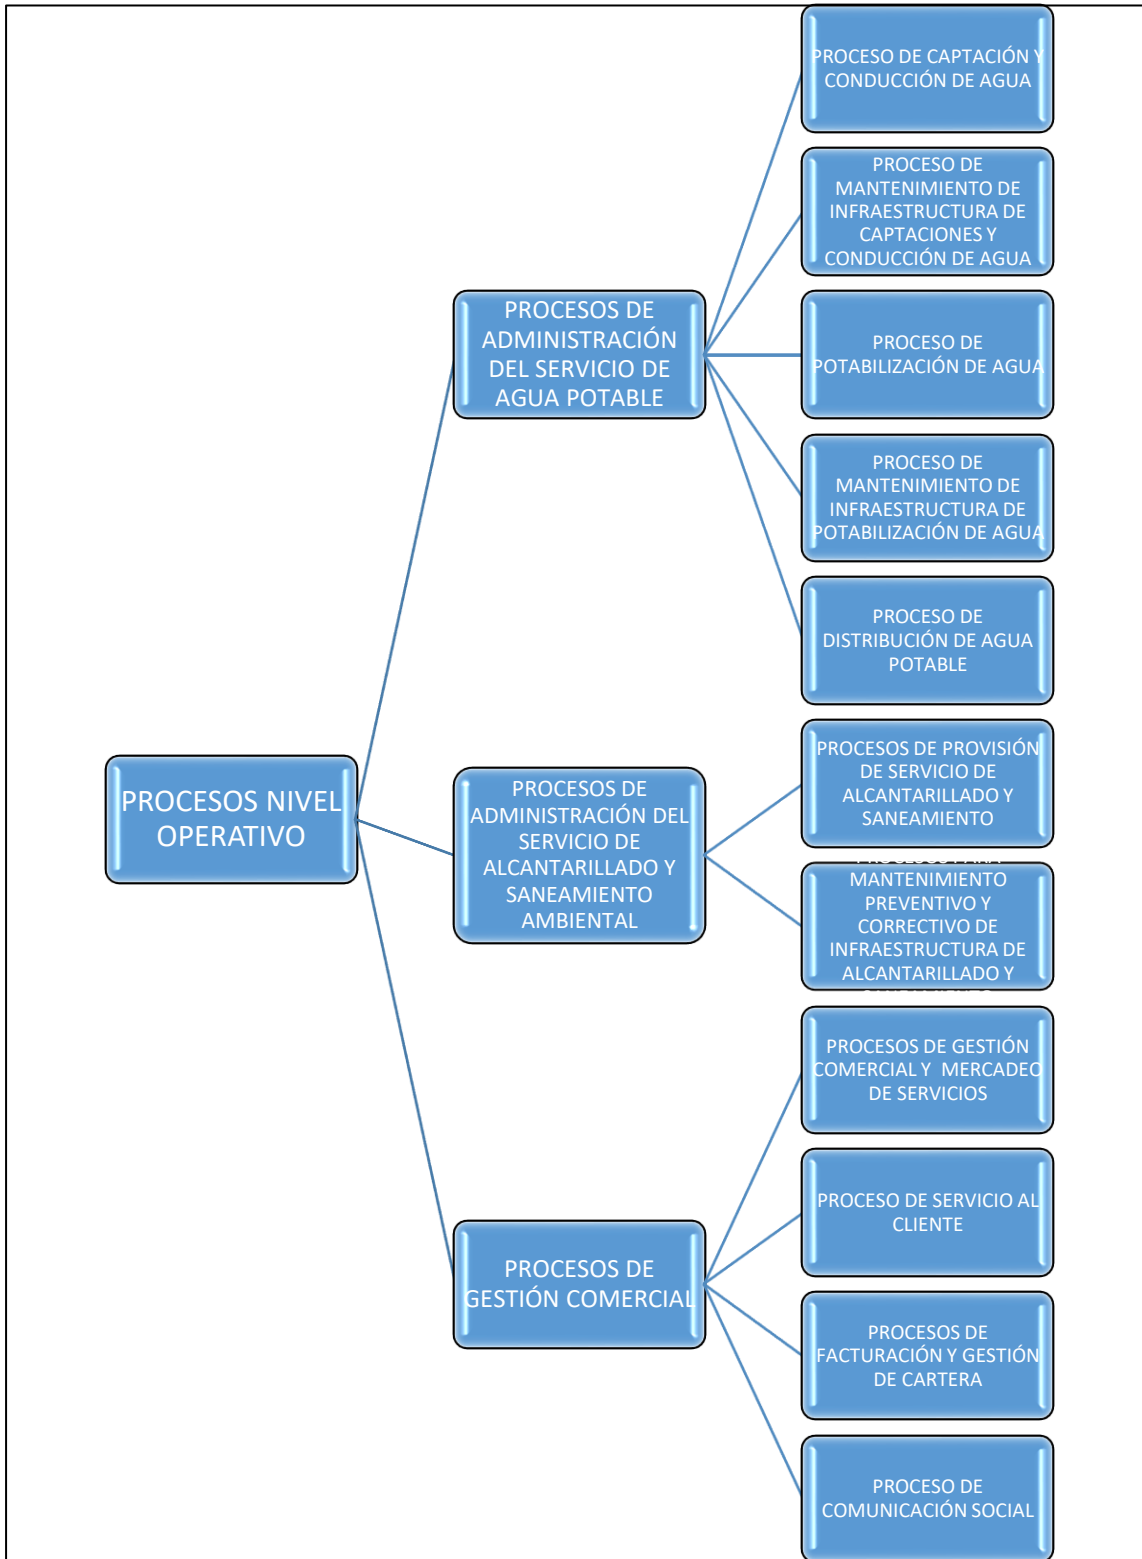 PROCESOS NIVEL
OPERATIVO
PROCESOS DE
ADMINISTRACIÓN
DEL SERVICIO DE
AGUA POTABLE
PROCESO DE CAPTACIÓN Y
CONDUCCIÓN DE AGUA
PROCESO DE
MANTENIMIENTO DE
INFRAESTRUCTURA DE
CAPTACIONES Y
CONDUCCIÓN DE AGUA
PROCESO DE
POTABILIZACIÓN DE AGUA
PROCESO DE
MANTENIMIENTO DE
INFRAESTRUCTURA DE
POTABILIZACIÓN DE AGUA
PROCESO DE
DISTRIBUCIÓN DE AGUA
POTABLE
PROCESOS DE
ADMINISTRACIÓN DEL
SERVICIO DE
ALCANTARILLADO Y
SANEAMIENTO
AMBIENTAL
PROCESOS DE PROVISIÓN
DE SERVICIO DE
ALCANTARILLADO Y
SANEAMIENTO
PROCESOS PARA
MANTENIMIENTO
PREVENTIVO Y
CORRECTIVO DE
INFRAESTRUCTURA DE
ALCANTARILLADO Y
SANEAMIENTO
PROCESOS DE
GESTIÓN COMERCIAL
PROCESOS DE GESTIÓN
COMERCIAL Y MERCADEO
DE SERVICIOS
PROCESO DE SERVICIO AL
CLIENTE
PROCESOS DE
FACTURACIÓN Y GESTIÓN
DE CARTERA
PROCESO DE
COMUNICACIÓN SOCIAL